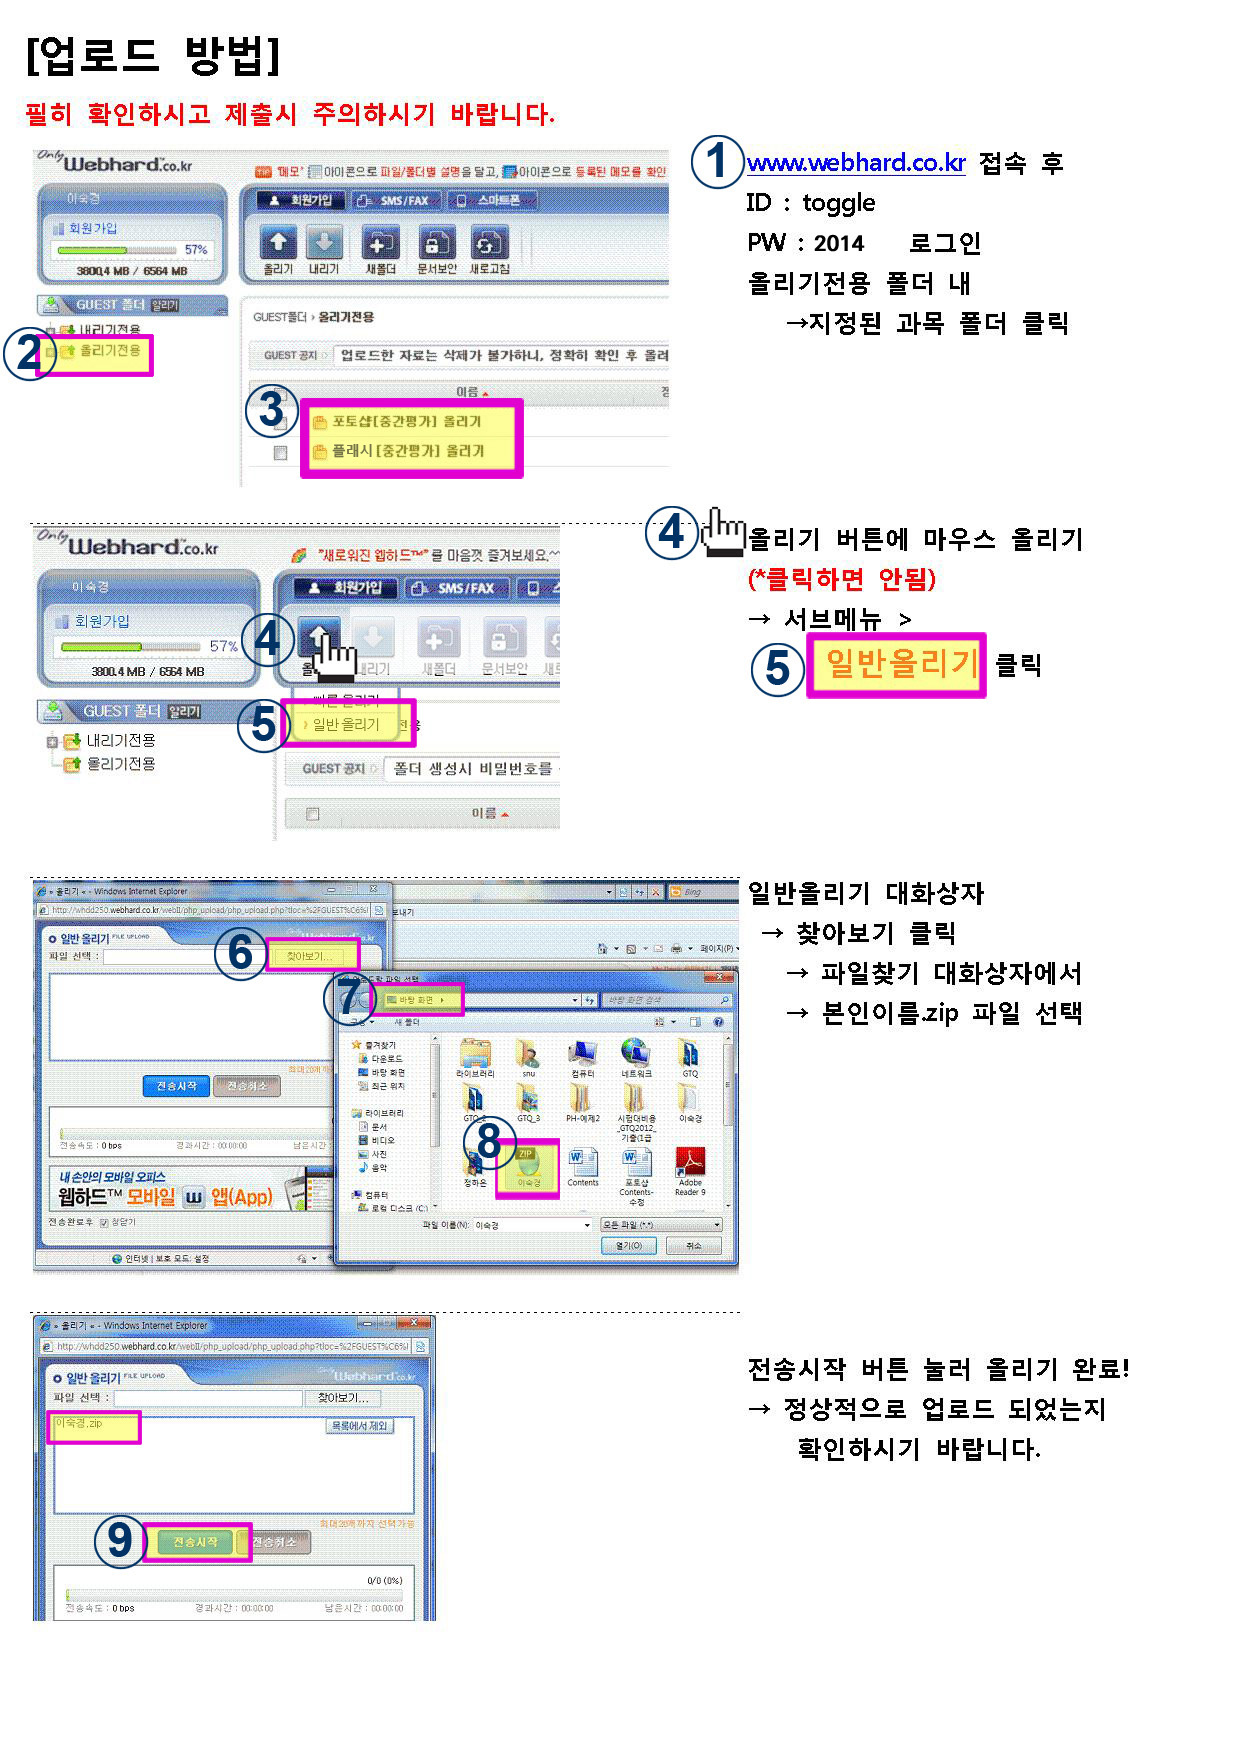 [업로드 방법]
필히 확인하시고 제출시 주의하시기 바랍니다.
Only Webhard.co.kr
TIP "메모" 아이콘으로 파일/폴더별 설명을 달고, 아이콘으로 등록된 메모를 확인
이숙경
회원가입
57%
3800.4 MB / 6564 MB
회원가입 SMS/FAX 스마트폰
올리기 내리기 새폴더 문서보안 새로고침
GUEST 폴더 알리기
내리기전용
② 올리기전용
GUEST폴더 › 올리기전용
GUEST 공지 업로드한 자료는 삭제가 불가하니, 정확히 확인 후 올려
이름
③ 포토샵[중간평가] 올리기
플래시[중간평가] 올리기
① www.webhard.co.kr 접속 후
ID : toggle
PW : 2014 로그인
올리기전용 폴더 내
→지정된 과목 폴더 클릭
Only Webhard.co.kr
"새로워진 웹하드™"를 마음껏 즐겨보세요.^^
이숙경
회원가입
57%
3800.4 MB / 6564 MB
회원가입 SMS/FAX
④
내리기 새폴더 문서보안
GUEST 폴더 알리기
내리기전용
올리기전용
빠른 올리기
⑤ 일반 올리기
GUEST 공지 폴더 생성시 비밀번호를
이름
④ 올리기 버튼에 마우스 올리기
(*클릭하면 안됨)
→ 서브메뉴 >
⑤ 일반올리기 클릭
» 올리기 « - Windows Internet Explorer
http://whdd250.webhard.co.kr/webII/php_upload/php_upload.php?tloc=%2FGUEST%C6%I
Bing
보내기
페이지(P)
일반 올리기 FILE UPLOAD
파일 선택 : ⑥ 찾아보기...
전송시작 전송취소
전송속도 : 0 bps 경과시간 : 00:00:00 남은시간 :
내 손안의 모바일 오피스
웹하드™ 모바일 W 앱(App)
전송완료후 창닫기
인터넷 | 보호 모드: 설정
⑦ 바탕 화면
바탕 화면 검색
새 폴더
즐겨찾기
다운로드
바탕 화면
최근 위치
라이브러리
문서
비디오
사진
음악
컴퓨터
로컬 디스크 (C:)
라이브러리 snu 컴퓨터 네트워크 GTQ
GTQ_2 GTQ_3 PH-예제2 시험대비용_GTQ2012_기출(1급 이숙경
⑧
정하온 ZIP 이숙경 Contents 포토샵 Contents-수정 Adobe Reader 9
파일 이름(N): 이숙경 모든 파일 (*.*)
열기(O) 취소
일반올리기 대화상자
→ 찾아보기 클릭
→ 파일찾기 대화상자에서
→ 본인이름.zip 파일 선택
» 올리기 « - Windows Internet Explorer
http://whdd250.webhard.co.kr/webII/php_upload/php_upload.php?tloc=%2FGUEST%C6%I
일반 올리기 FILE UPLOAD
Only Webhard.co.kr
파일 선택 : 찾아보기...
이숙경.zip
목록에서 제외
최대20개까지 선택가능
⑨ 전송시작 전송취소
0/0 (0%)
전송속도 : 0 bps 경과시간 : 00:00:00 남은시간 : 00:00:00
전송시작 버튼 눌러 올리기 완료!
→ 정상적으로 업로드 되었는지
확인하시기 바랍니다.